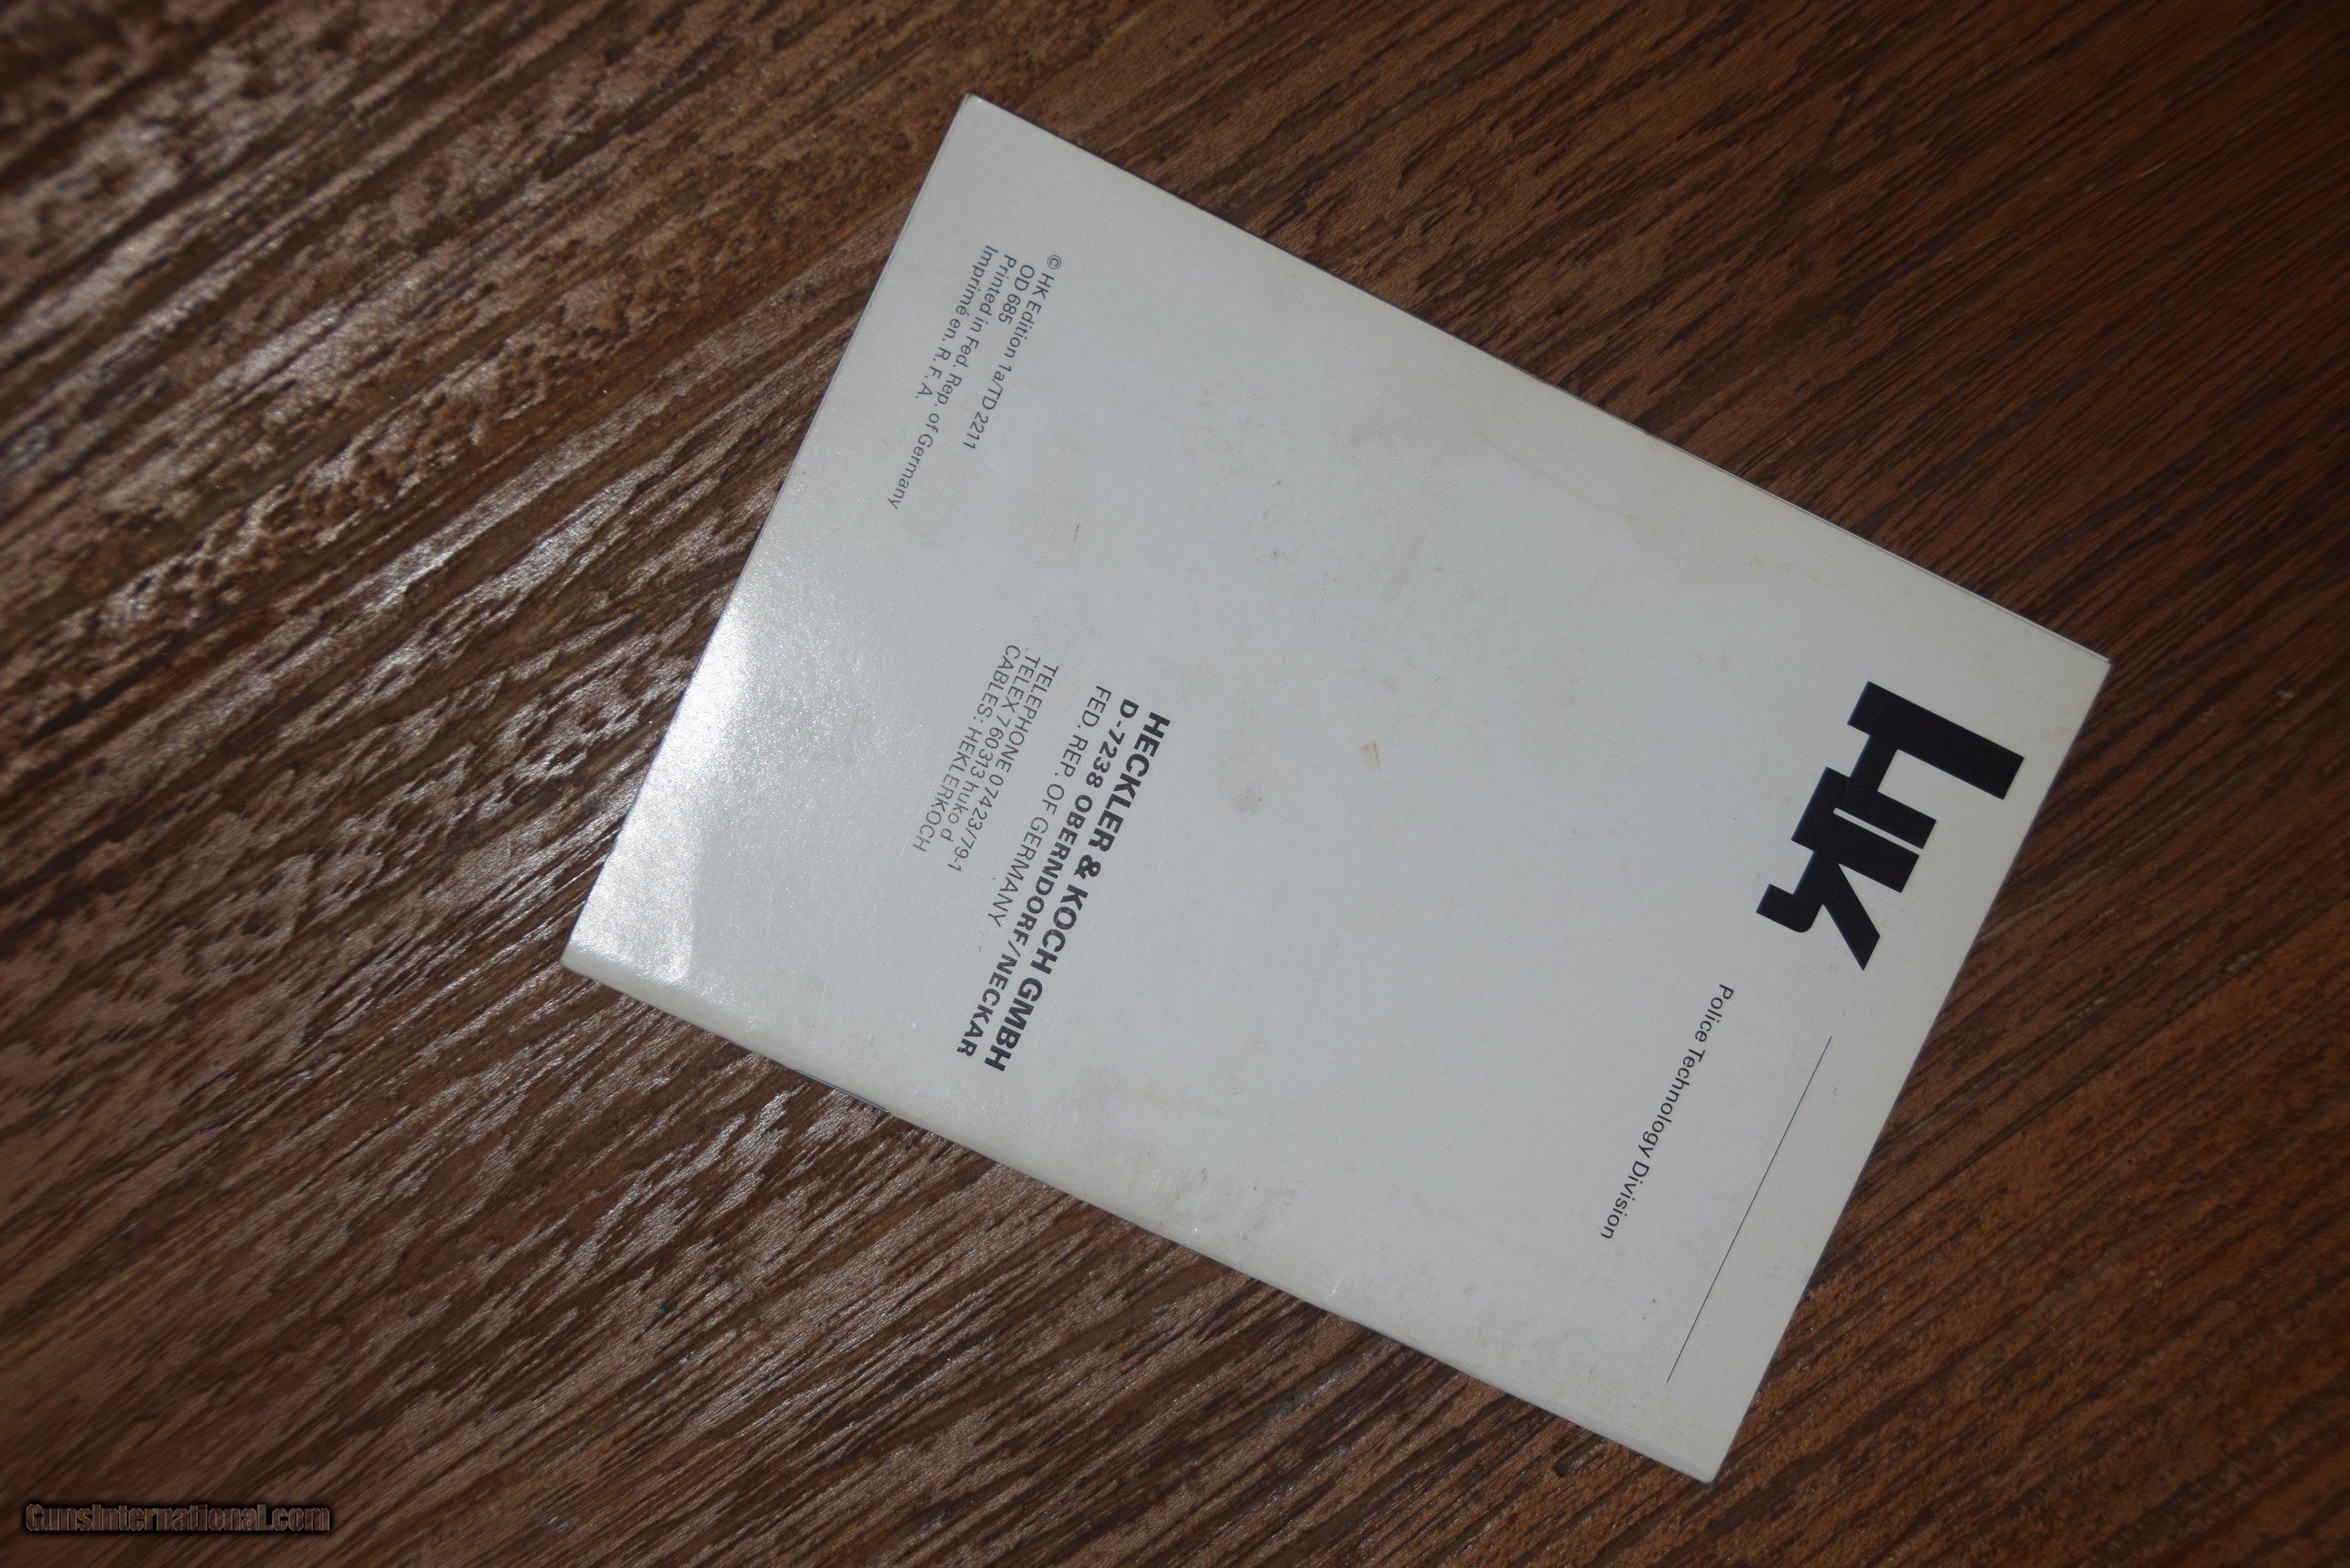 HK
Police Technology Division
HECKLER & KOCH GMBH
D-7238 OBERNDORF/NECKAR
FED. REP. OF GERMANY
TELEPHONE 07423/79-1
TELEX 760313 huko d
CABLES: HEKLERKOCH
© HK Edition 1a/TD 2211
OD 685
Printed in Fed. Rep. of Germany
Imprimé en. R. F. A.
GunsInternational.com